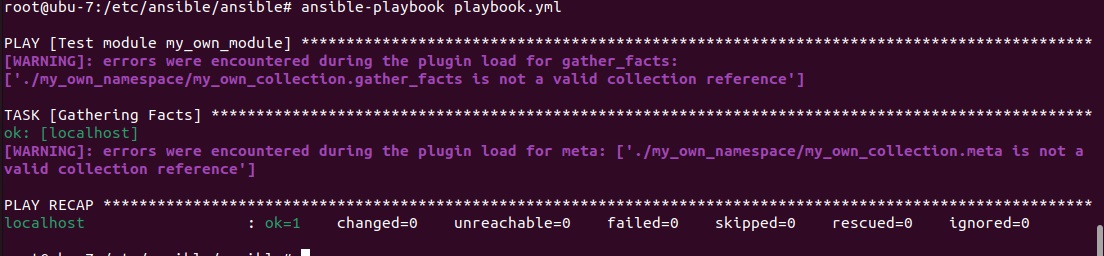 root@ubu-7:/etc/ansible/ansible# ansible-playbook playbook.yml
PLAY [Test module my_own_module] ****************************************************************************************
[WARNING]: errors were encountered during the plugin load for gather_facts:
['./my_own_namespace/my_own_collection.gather_facts is not a valid collection reference']
TASK [Gathering Facts] **************************************************************************************************
ok: [localhost]
[WARNING]: errors were encountered during the plugin load for meta: ['./my_own_namespace/my_own_collection.meta is not a
valid collection reference']
PLAY RECAP **************************************************************************************************************
localhost                  : ok=1    changed=0    unreachable=0    failed=0    skipped=0    rescued=0    ignored=0